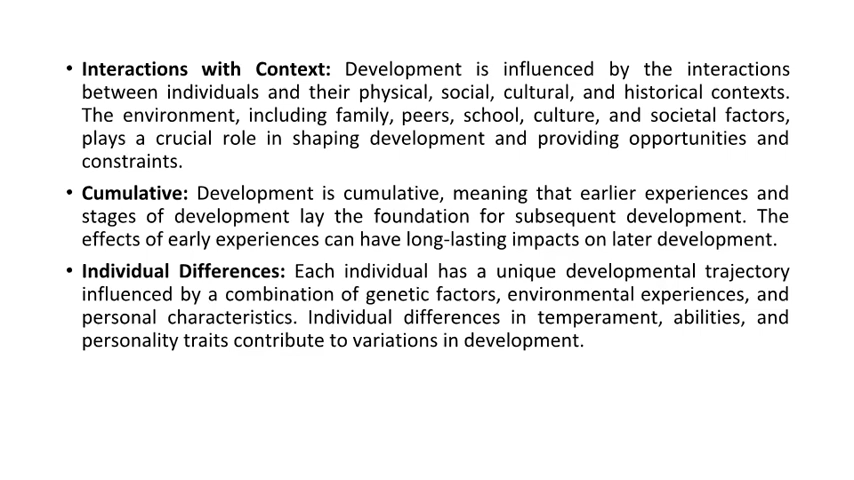 • Interactions with Context: Development is influenced by the interactions
between individuals and their physical, social, cultural, and historical contexts.
The environment, including family, peers, school, culture, and societal factors,
plays a crucial role in shaping development and providing opportunities and
constraints.
• Cumulative: Development is cumulative, meaning that earlier experiences and
stages of development lay the foundation for subsequent development. The
effects of early experiences can have long-lasting impacts on later development.
• Individual Differences: Each individual has a unique developmental trajectory
influenced by a combination of genetic factors, environmental experiences, and
personal characteristics. Individual differences in temperament, abilities, and
personality traits contribute to variations in development.